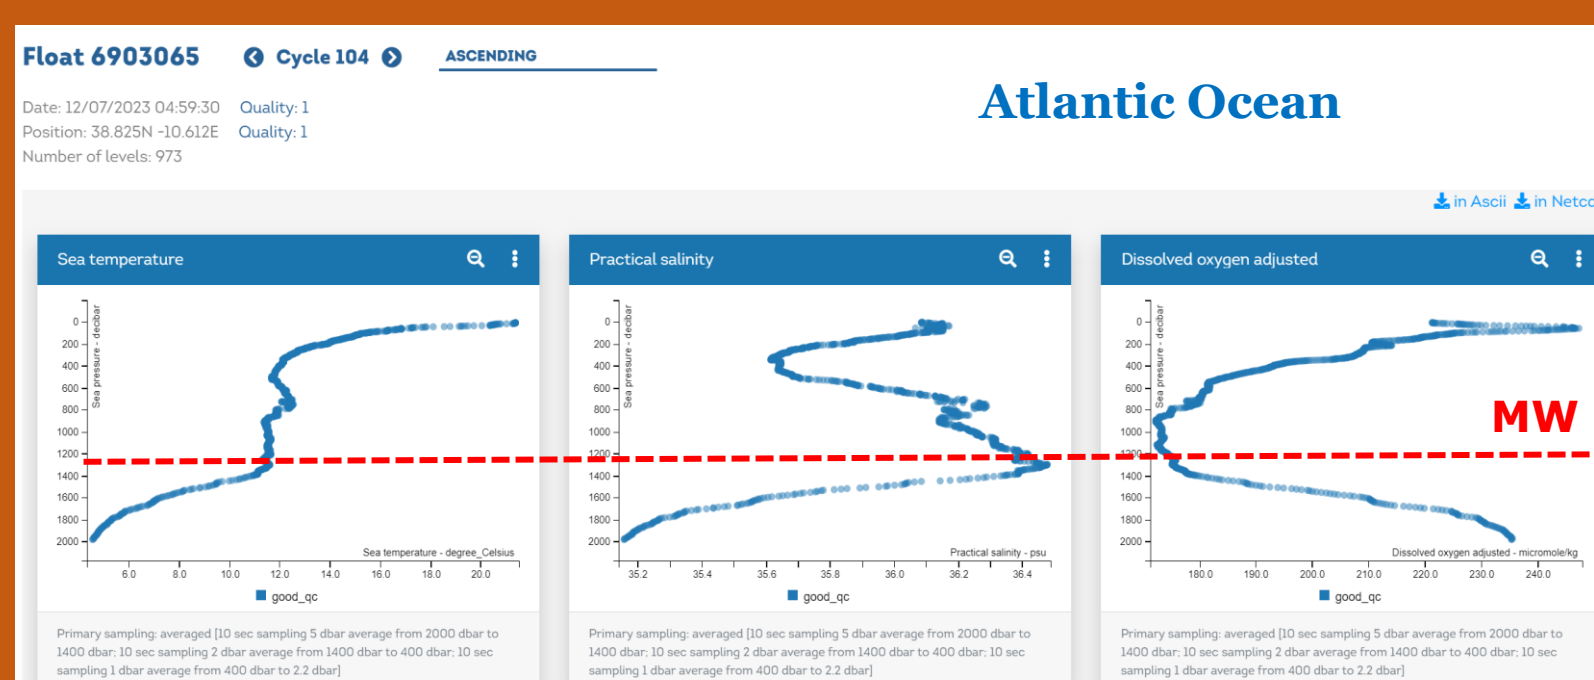 Float 6903065 Cycle 104 ASCENDING
Date: 12/07/2023 04:59:30 Quality: 1
Position: 38.825N -10.612E Quality: 1
Number of levels: 973
Atlantic Ocean
in Ascii in Netco
Sea temperature
0
200
400
600
800
1000
1200
1400
1600
1800
2000
Sea pressure - decibar
Sea temperature - degree_Celsius
6.0 8.0 10.0 12.0 14.0 16.0 18.0 20.0
good_qc
Primary sampling: averaged [10 sec sampling 5 dbar average from 2000 dbar to
1400 dbar; 10 sec sampling 2 dbar average from 1400 dbar to 400 dbar; 10 sec
sampling 1 dbar average from 400 dbar to 2.2 dbar]
Practical salinity
0
200
400
600
800
1000
1200
1400
1600
1800
2000
Sea pressure - decibar
Practical salinity - psu
35.2 35.4 35.6 35.8 36.0 36.2 36.4
good_qc
Primary sampling: averaged [10 sec sampling 5 dbar average from 2000 dbar to
1400 dbar; 10 sec sampling 2 dbar average from 1400 dbar to 400 dbar; 10 sec
sampling 1 dbar average from 400 dbar to 2.2 dbar]
Dissolved oxygen adjusted
0
200
400
600
800
1000
1200
1400
1600
1800
2000
Sea pressure - decibar
MW
Dissolved oxygen adjusted - micromole/kg
180.0 190.0 200.0 210.0 220.0 230.0 240.0
good_qc
Primary sampling: averaged [10 sec sampling 5 dbar average from 2000 dbar to
1400 dbar; 10 sec sampling 2 dbar average from 1400 dbar to 400 dbar; 10 sec
sampling 1 dbar average from 400 dbar to 2.2 dbar]